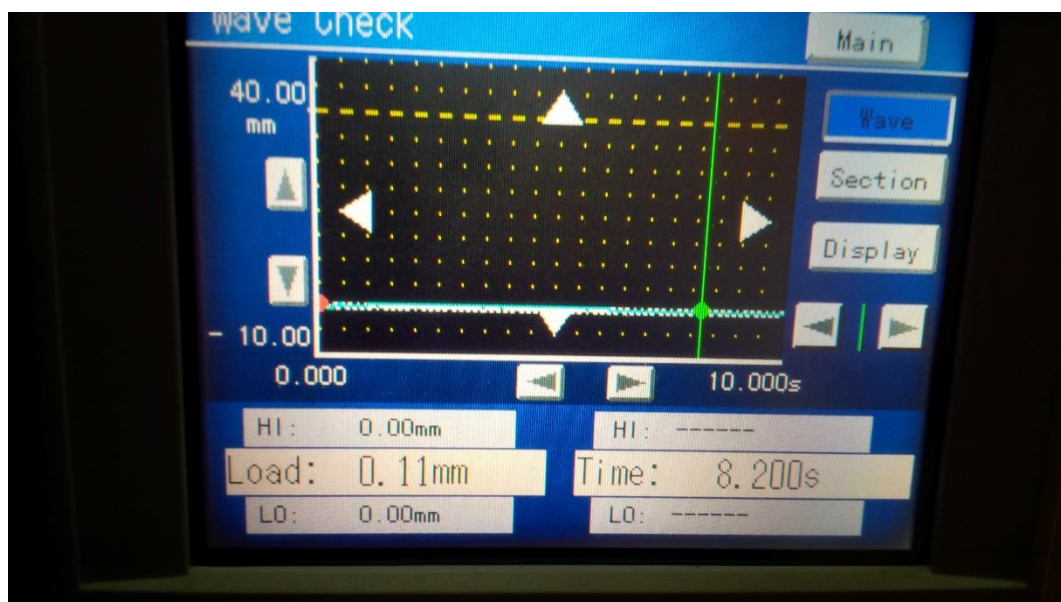 Wave Check
Main
40.00
mm
Wave
Section
Display
- 10.00
0.000
10.000s
HI: 0.00mm
HI: ------
Load: 0.11mm
Time: 8.200s
LO: 0.00mm
LO: ------